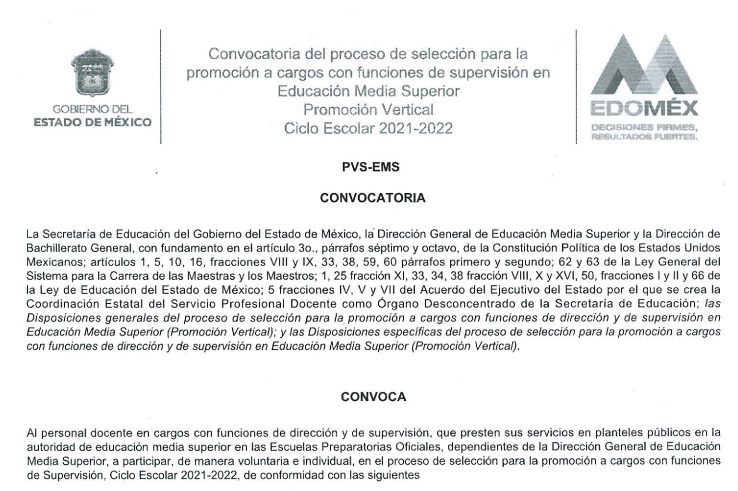 GOBIERNO DEL
ESTADO DE MÉXICO
Convocatoria del proceso de selección para la
promoción a cargos con funciones de supervisión en
Educación Media Superior
Promoción Vertical
Ciclo Escolar 2021-2022
EDOMÉX
DECISIONES FIRMES,
RESULTADOS FUERTES.
PVS-EMS
CONVOCATORIA
La Secretaría de Educación del Gobierno del Estado de México, la Dirección General de Educación Media Superior y la Dirección de
Bachillerato General, con fundamento en el artículo 3o., párrafos séptimo y octavo, de la Constitución Política de los Estados Unidos
Mexicanos; artículos 1, 5, 10, 16, fracciones VIII y IX, 33, 38, 59, 60 párrafos primero y segundo; 62 y 63 de la Ley General del
Sistema para la Carrera de las Maestras y los Maestros; 1, 25 fracción XI, 33, 34, 38 fracción VIII, X y XVI, 50, fracciones I y II y 66 de
la Ley de Educación del Estado de México; 5 fracciones IV, V y VII del Acuerdo del Ejecutivo del Estado por el que se crea la
Coordinación Estatal del Servicio Profesional Docente como Órgano Desconcentrado de la Secretaría de Educación; las
Disposiciones generales del proceso de selección para la promoción a cargos con funciones de dirección y de supervisión en
Educación Media Superior (Promoción Vertical); y las Disposiciones específicas del proceso de selección para la promoción a cargos
con funciones de dirección y de supervisión en Educación Media Superior (Promoción Vertical).
CONVOCA
Al personal docente en cargos con funciones de dirección y de supervisión, que presten sus servicios en planteles públicos en la
autoridad de educación media superior en las Escuelas Preparatorias Oficiales, dependientes de la Dirección General de Educación
Media Superior, a participar, de manera voluntaria e individual, en el proceso de selección para la promoción a cargos con funciones
de Supervisión, Ciclo Escolar 2021-2022, de conformidad con las siguientes